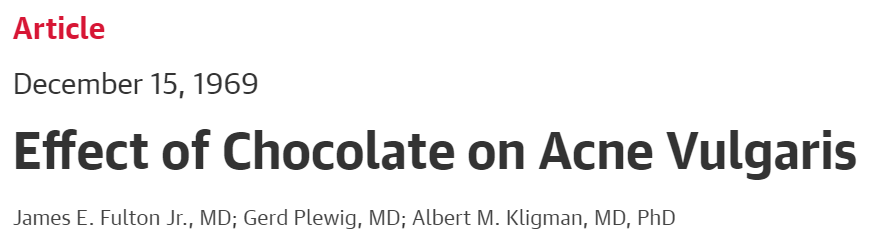 Article
December 15, 1969
Effect of Chocolate on Acne Vulgaris
James E. Fulton Jr., MD; Gerd Plewig, MD; Albert M. Kligman, MD, PhD